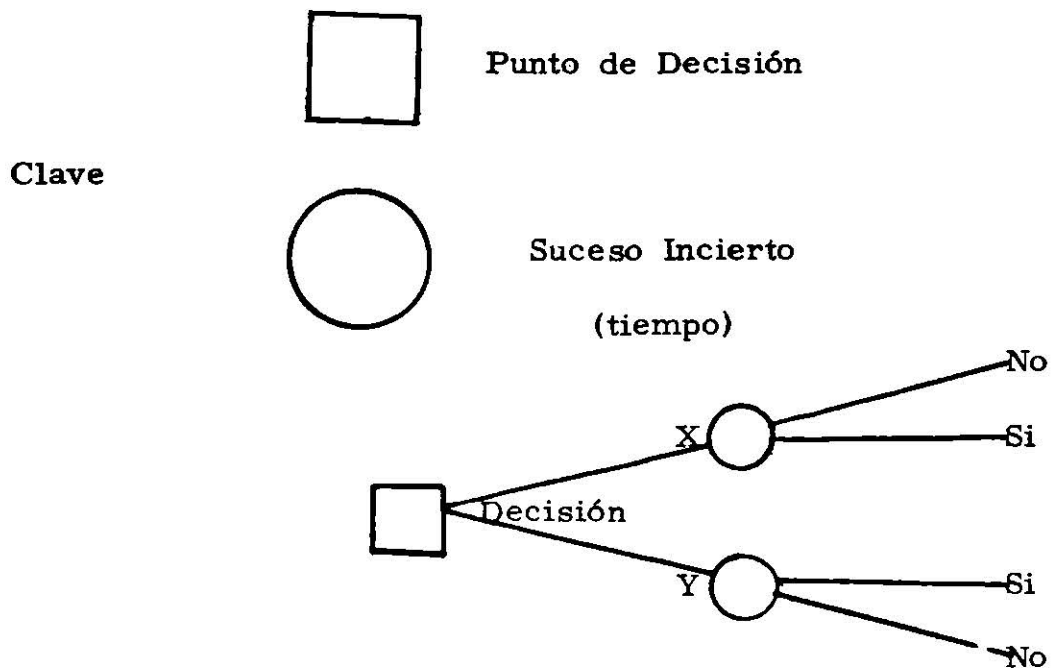 Punto de Decisión
Clave
Suceso Incierto
(tiempo)
No
X
Si
Decisión
Y
Si
No